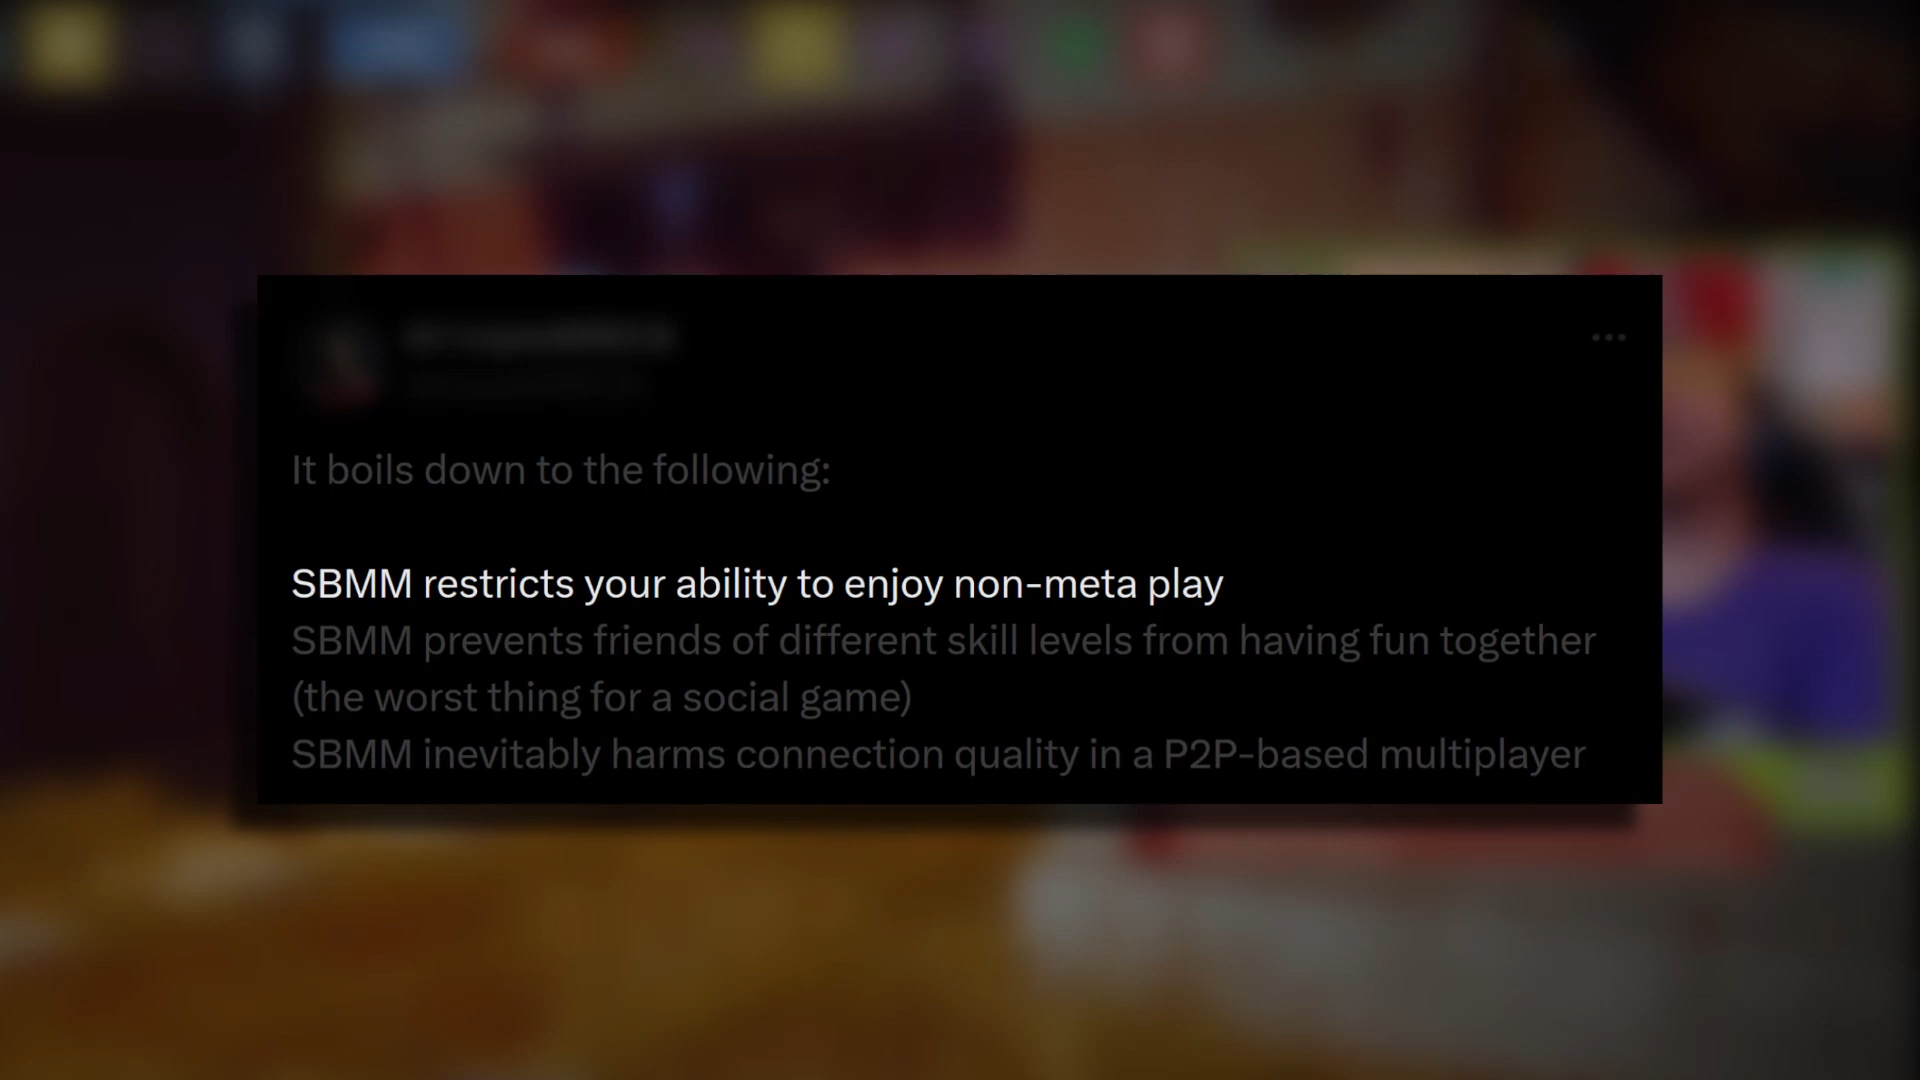 It boils down to the following:
SBMM restricts your ability to enjoy non-meta play
SBMM prevents friends of different skill levels from having fun together
(the worst thing for a social game)
SBMM inevitably harms connection quality in a P2P-based multiplayer